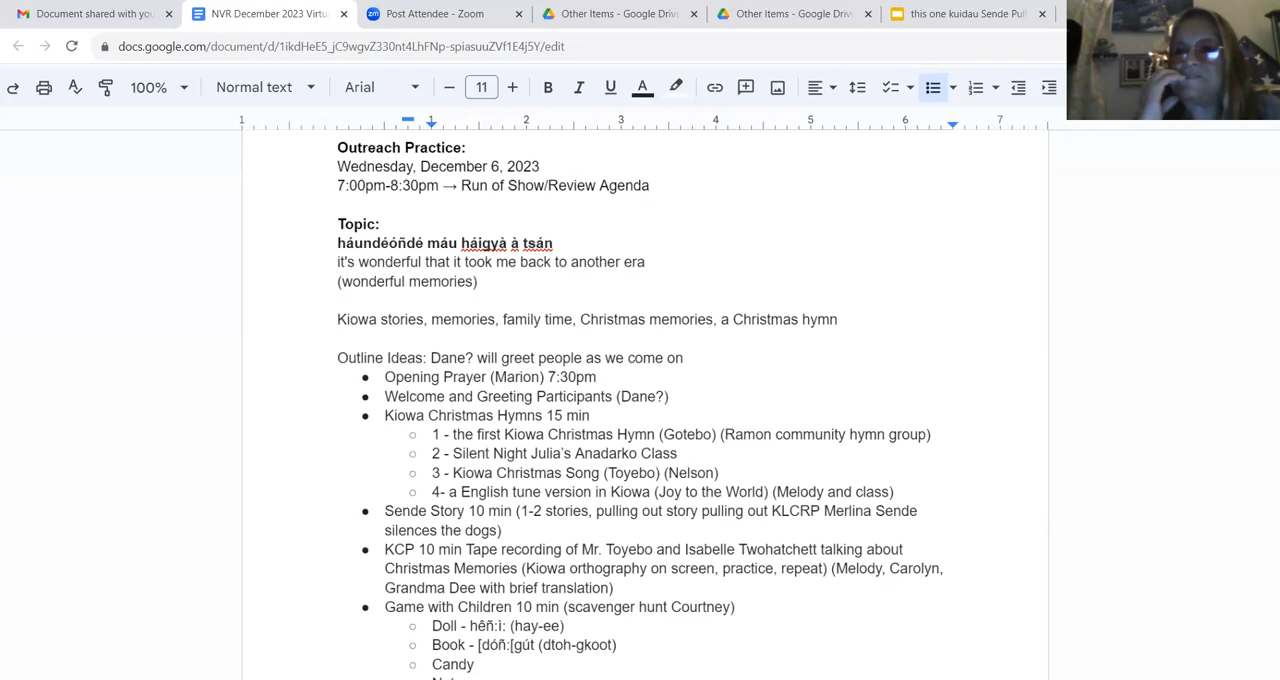 Document shared with you
NVR December 2023 Virtu
Post Attendee - Zoom
Other Items - Google Driv
Other Items - Google Driv
this one kuidau Sende Pull
docs.google.com/document/d/1ikdHeE5_jC9wgvZ330nt4LhFNp-spiasuuZVf1E4j5Y/edit
100% Normal text Arial 11 B I U A
1 1 2 3 4 5 6 7
Outreach Practice:
Wednesday, December 6, 2023
7:00pm-8:30pm → Run of Show/Review Agenda
Topic:
háundéóñdé máu háigyà à tsán
it's wonderful that it took me back to another era
(wonderful memories)
Kiowa stories, memories, family time, Christmas memories, a Christmas hymn
Outline Ideas: Dane? will greet people as we come on
● Opening Prayer (Marion) 7:30pm
● Welcome and Greeting Participants (Dane?)
● Kiowa Christmas Hymns 15 min
○ 1 - the first Kiowa Christmas Hymn (Gotebo) (Ramon community hymn group)
○ 2 - Silent Night Julia's Anadarko Class
○ 3 - Kiowa Christmas Song (Toyebo) (Nelson)
○ 4- a English tune version in Kiowa (Joy to the World) (Melody and class)
● Sende Story 10 min (1-2 stories, pulling out story pulling out KLCRP Merlina Sende
silences the dogs)
● KCP 10 min Tape recording of Mr. Toyebo and Isabelle Twohatchett talking about
Christmas Memories (Kiowa orthography on screen, practice, repeat) (Melody, Carolyn,
Grandma Dee with brief translation)
● Game with Children 10 min (scavenger hunt Courtney)
○ Doll - hêñ:ì: (hay-ee)
○ Book - [dóñ:[gút (dtoh-gkoot)
○ Candy